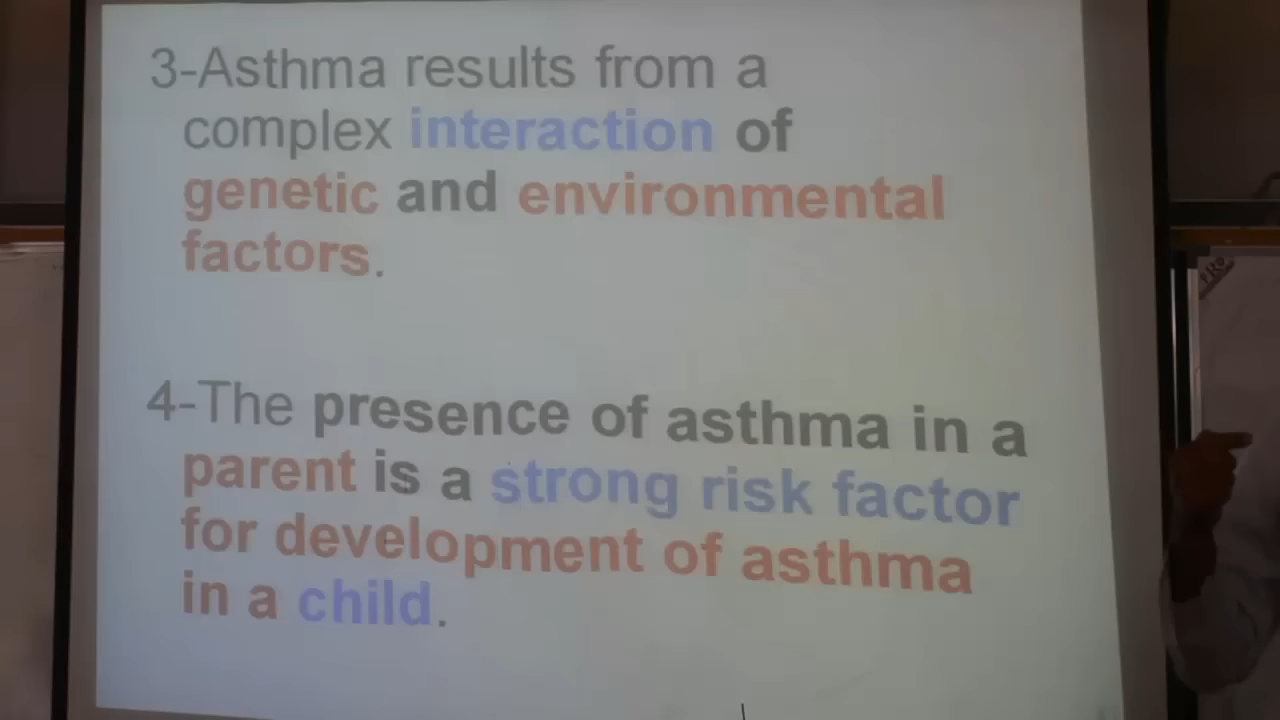 3-Asthma results from a
complex interaction of
genetic and environmental
factors.
4-The presence of asthma in a
parent is a strong risk factor
for development of asthma
in a child.